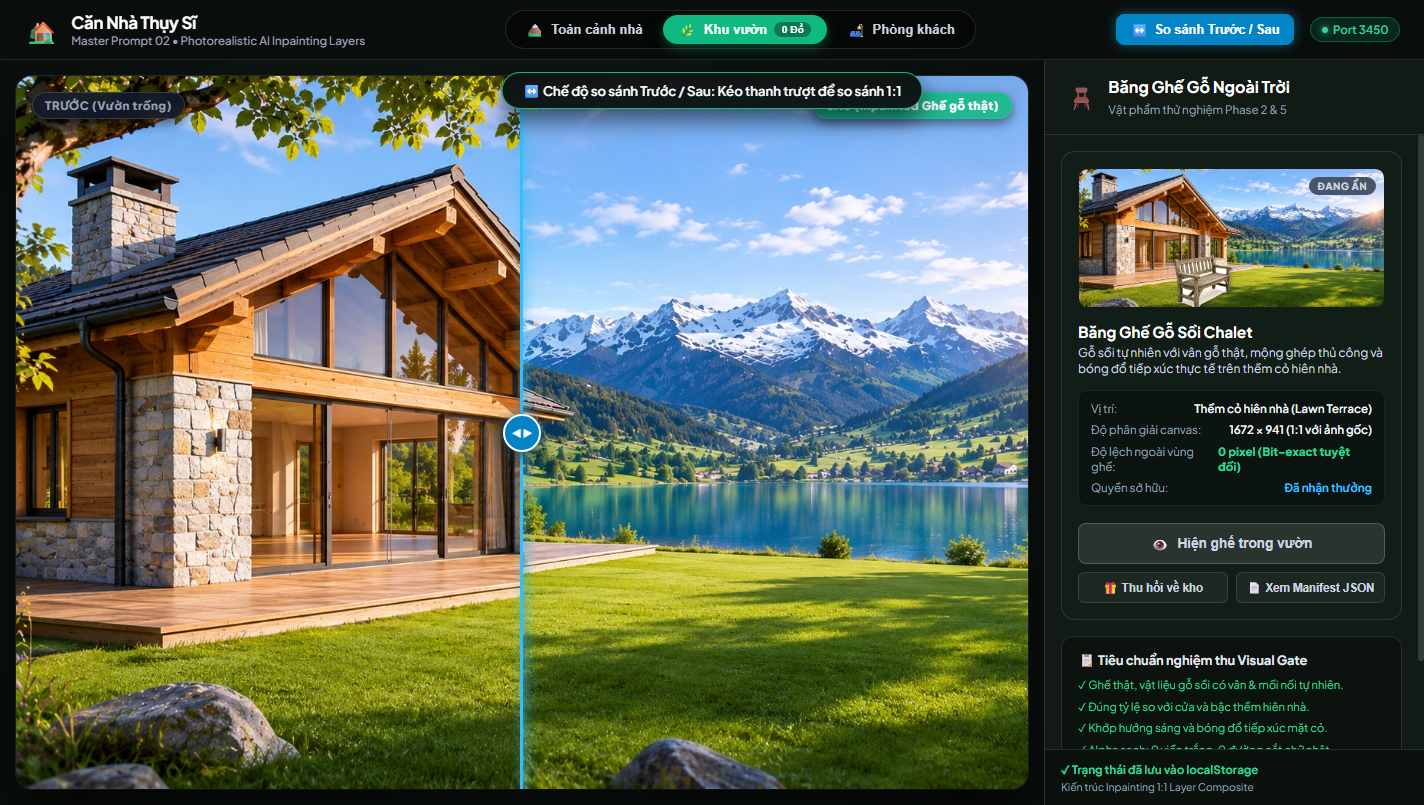 Căn Nhà Thụy Sĩ
Master Prompt 02 • Photorealistic AI Inpainting Layers
Toàn cảnh nhà
Khu vườn
0 Đồ
Phòng khách
So sánh Trước / Sau
Port 3450
TRƯỚC (Vườn trống)
Chế độ so sánh Trước / Sau: Kéo thanh trượt để so sánh 1:1
Ghế gỗ thật)
Băng Ghế Gỗ Ngoài Trời
Vật phẩm thử nghiệm Phase 2 & 5
ĐANG ẨN
Băng Ghế Gỗ Sồi Chalet
Gỗ sồi tự nhiên với vân gỗ thật, mộng ghép thủ công và
bóng đổ tiếp xúc thực tế trên thềm cỏ hiên nhà.
Vị trí: Thềm cỏ hiên nhà (Lawn Terrace)
Độ phân giải canvas: 1672 × 941 (1:1 với ảnh gốc)
Độ lệch ngoài vùng ghế: 0 pixel (Bit-exact tuyệt đối)
Quyền sở hữu: Đã nhận thưởng
Hiện ghế trong vườn
Thu hồi về kho
Xem Manifest JSON
Tiêu chuẩn nghiệm thu Visual Gate
✓ Ghế thật, vật liệu gỗ sồi có vân & mối nối tự nhiên.
✓ Đúng tỷ lệ so với cửa và bậc thềm hiên nhà.
✓ Khớp hướng sáng và bóng đổ tiếp xúc mặt cỏ.
✓ Trạng thái đã lưu vào localStorage
Kiến trúc Inpainting 1:1 Layer Composite